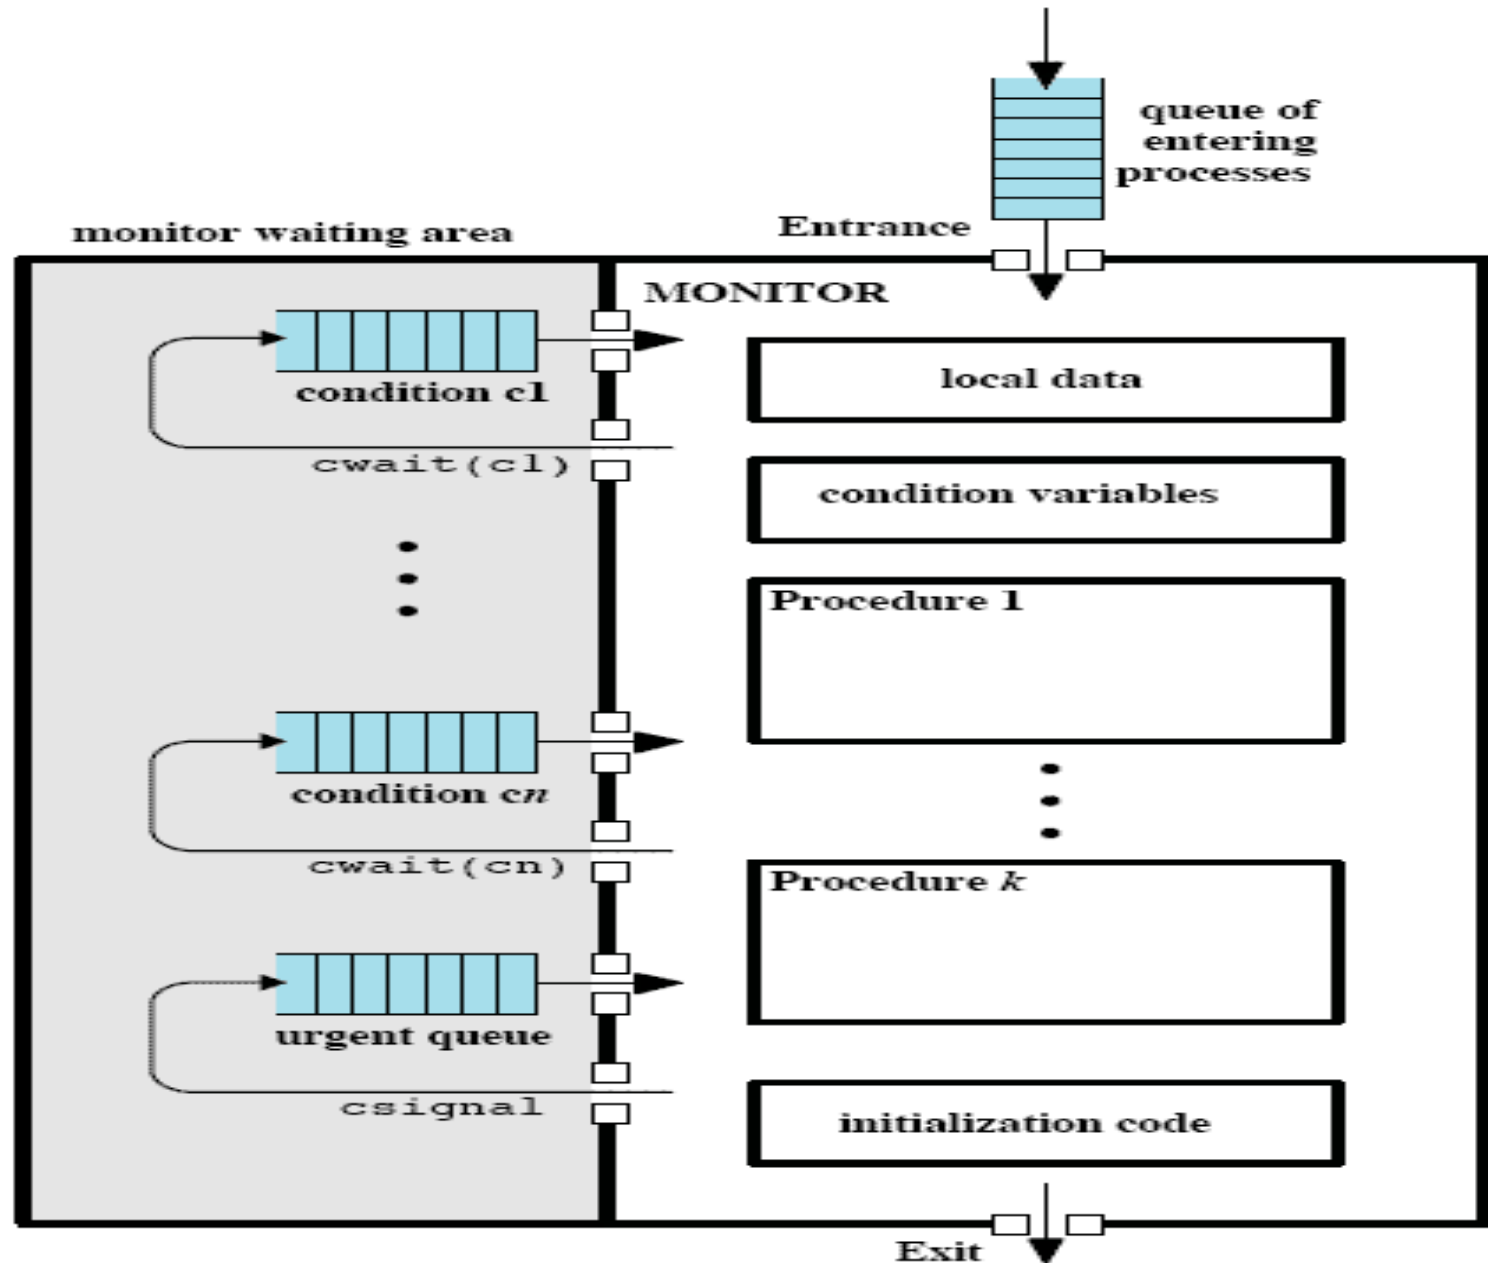 queue of
entering
processes
Entrance
monitor waiting area
MONITOR
condition c1
cwait(c1)
condition cn
cwait(cn)
urgent queue
csignal
local data
condition variables
Procedure 1
Procedure k
initialization code
Exit